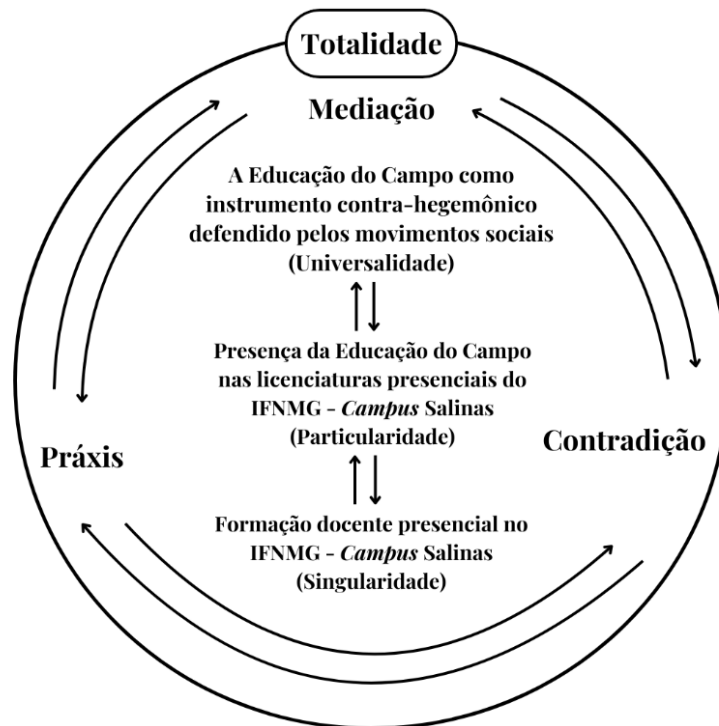 Totalidade
Mediação
A Educação do Campo como
instrumento contra-hegemônico
defendido pelos movimentos sociais
(Universalidade)
Presença da Educação do Campo
nas licenciaturas presenciais do
IFNMG - Campus Salinas
(Particularidade)
Práxis
Contradição
Formação docente presencial no
IFNMG - Campus Salinas
(Singularidade)